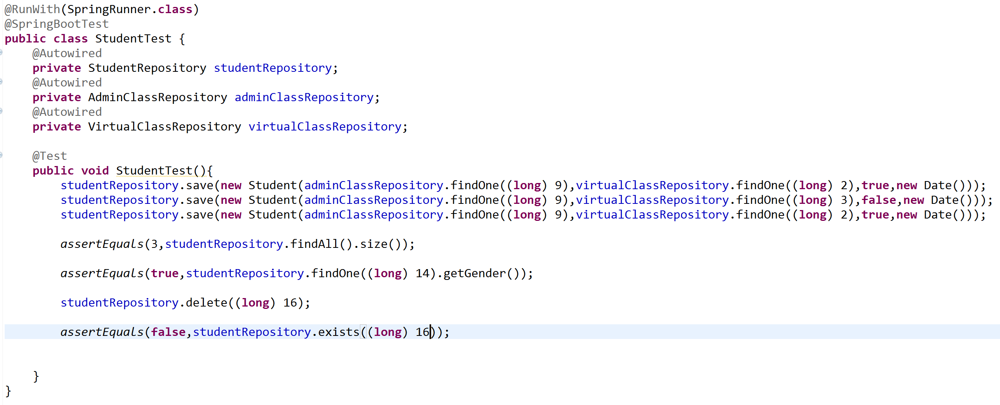 @RunWith(SpringRunner.class)
@SpringBootTest
public class StudentTest {
    @Autowired
    private StudentRepository studentRepository;
    @Autowired
    private AdminClassRepository adminClassRepository;
    @Autowired
    private VirtualClassRepository virtualClassRepository;
    @Test
    public void StudentTest(){
        studentRepository.save(new Student(adminClassRepository.findOne((long) 9),virtualClassRepository.findOne((long) 2),true,new Date()));
        studentRepository.save(new Student(adminClassRepository.findOne((long) 9),virtualClassRepository.findOne((long) 3),false,new Date()));
        studentRepository.save(new Student(adminClassRepository.findOne((long) 9),virtualClassRepository.findOne((long) 2),true,new Date()));
        assertEquals(3,studentRepository.findAll().size());
        assertEquals(true,studentRepository.findOne((long) 14).getGender());
        studentRepository.delete((long) 16);
        assertEquals(false,studentRepository.exists((long) 16));
    }
}